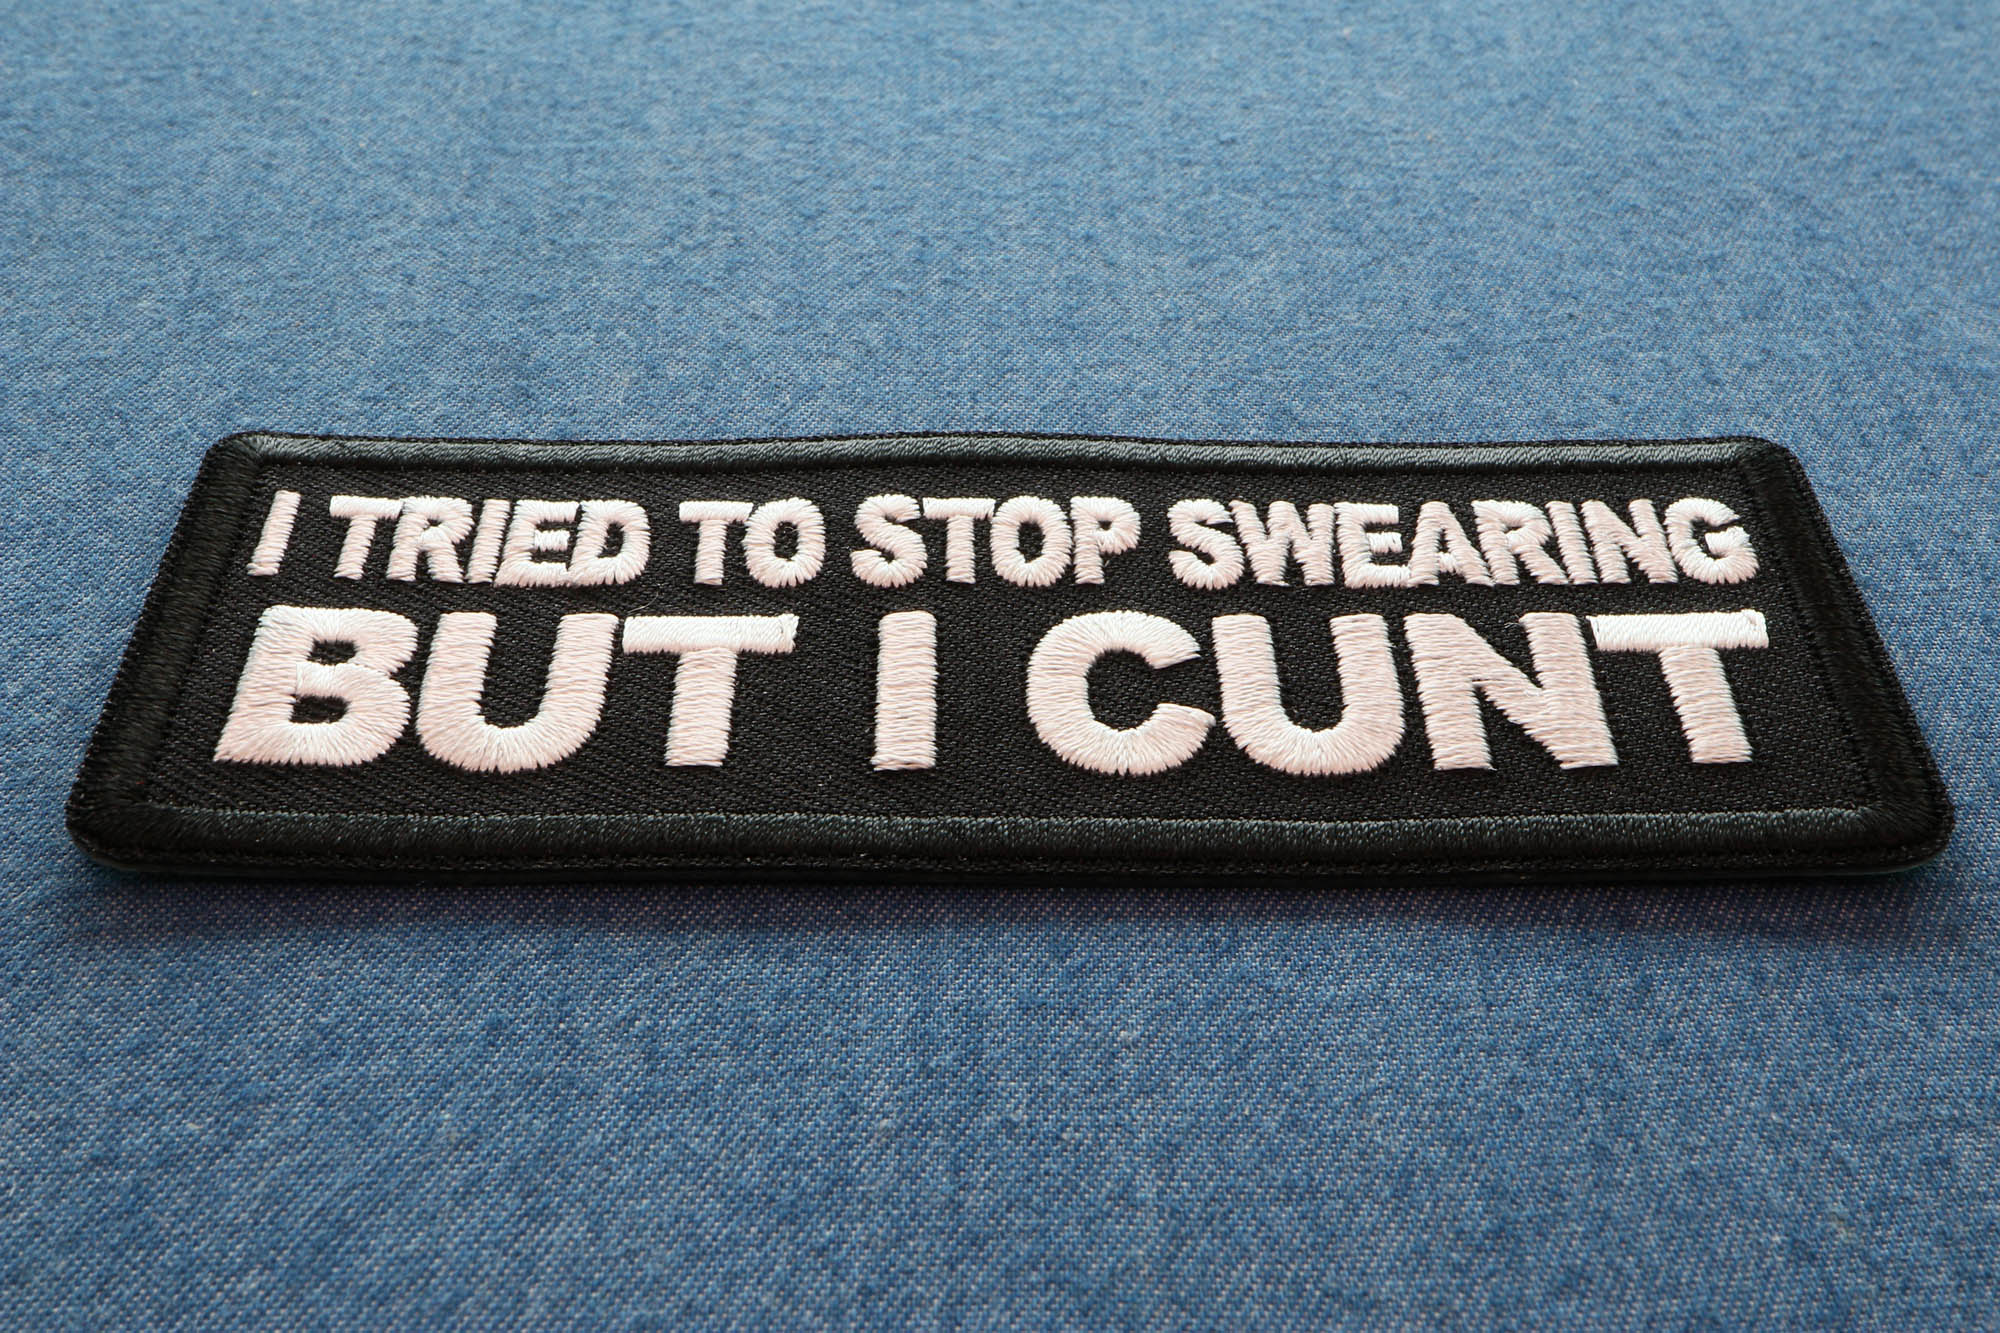 I TRIED TO STOP SWEARING
BUT I CUNT